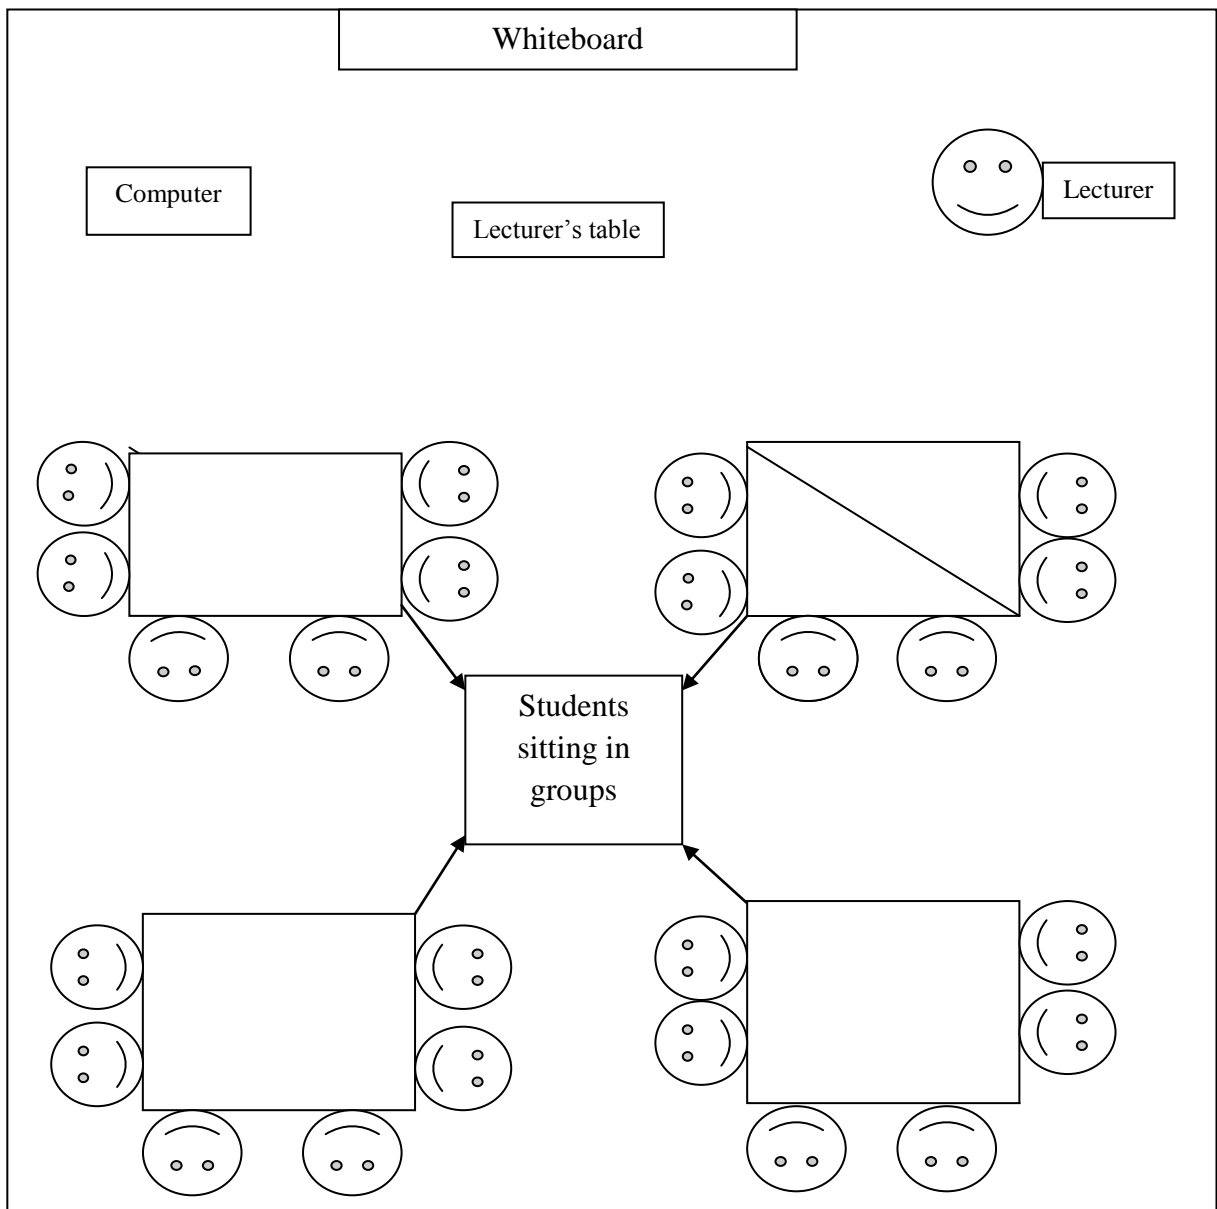 Whiteboard
Computer
Lecturer’s table
Lecturer
Students
sitting in
groups